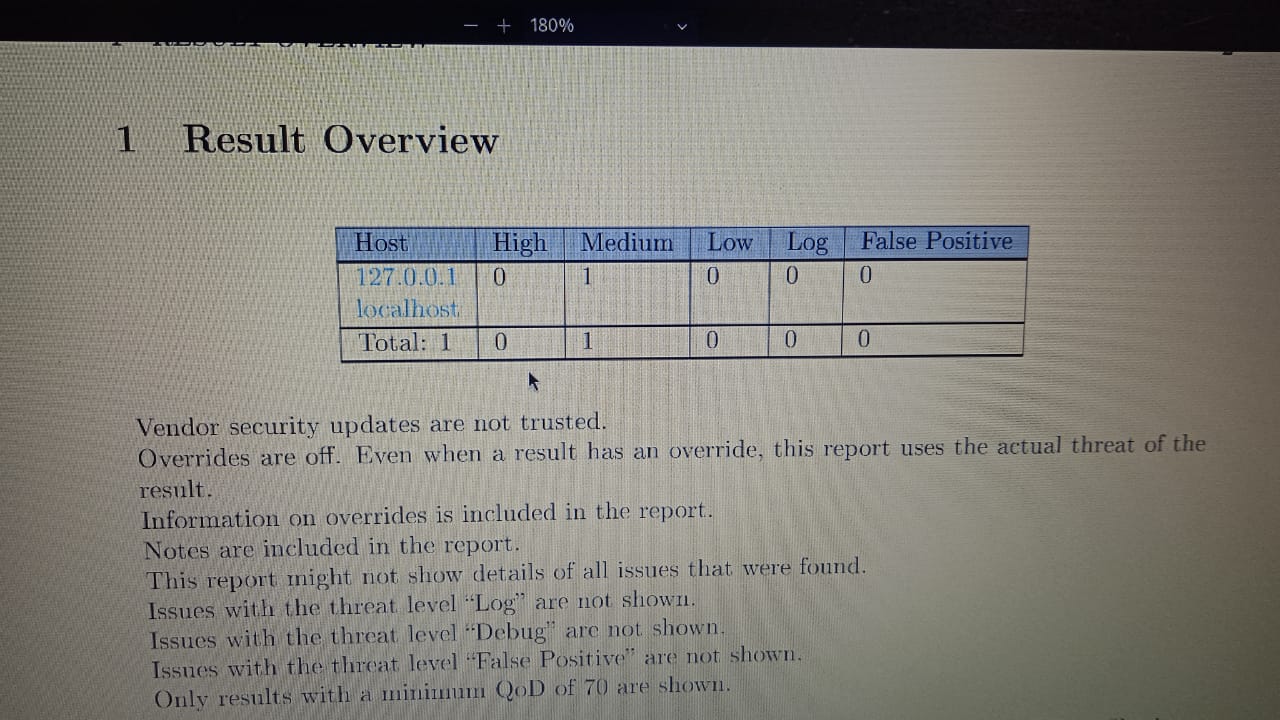 180%
1 Result Overview
Host High Medium Low Log False Positive
127.0.0.1 0 1 0 0 0
localhost
Total: 1 0 1 0 0 0
Vendor security updates are not trusted.
Overrides are off. Even when a result has an override, this report uses the actual threat of the
result.
Information on overrides is included in the report.
Notes are included in the report.
This report might not show details of all issues that were found.
Issues with the threat level “Log” are not shown.
Issues with the threat level “Debug” are not shown.
Issues with the threat level “False Positive” are not shown.
Only results with a minimum QoD of 70 are shown.